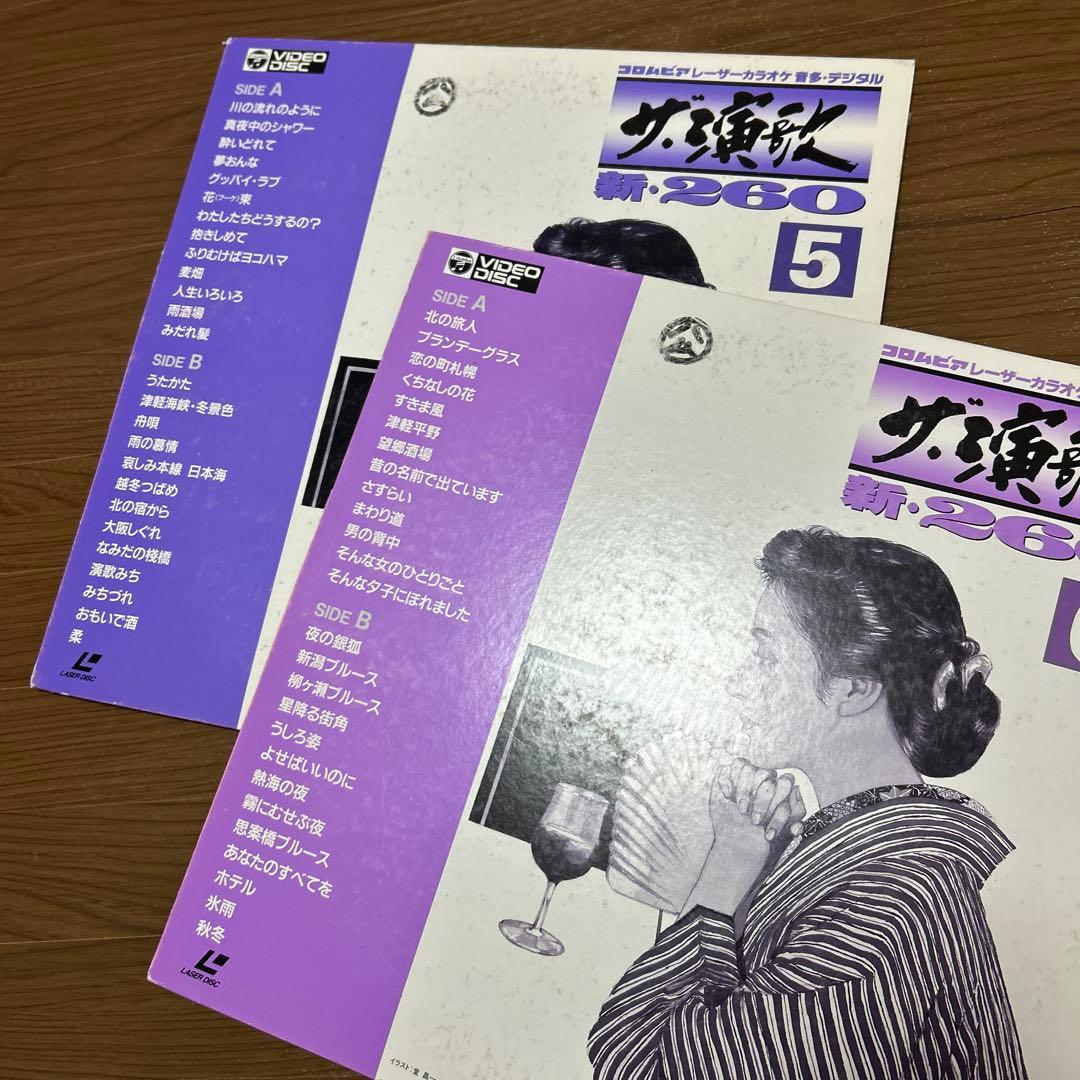 VIDEO
DISC
SIDE A
川の流れのように
真夜中のシャワー
酔いどれて
夢おんな
グッバイ・ラブ
花(ブーケ)束
わたしたちどうするの?
抱きしめて
ふりむけばヨコハマ
麦畑
人生いろいろ
雨酒場
みだれ髪
SIDE B
うたかた
津軽海峡・冬景色
舟唄
雨の慕情
哀しみ本線 日本海
越冬つばめ
北の宿から
大阪しぐれ
なみだの桟橋
演歌みち
みちづれ
おもいで酒
柔
LASER DISC
コロムビア レーザーカラオケ 音多・デジタル
ザ・演歌
新・260
5
VIDEO
DISC
SIDE A
北の旅人
ブランデーグラス
恋の町札幌
くちなしの花
すきま風
津軽平野
望郷酒場
昔の名前で出ています
さすらい
まわり道
男の背中
そんな女のひとりごと
そんな夕子にほれました
SIDE B
夜の銀狐
新潟ブルース
柳ヶ瀬ブルース
星降る街角
うしろ姿
よせばいいのに
熱海の夜
霧にむせぶ夜
思案橋ブルース
あなたのすべてを
ホテル
氷雨
秋冬
LASER DISC
コロムビア レーザーカラオケ
ザ・演歌
新・260
イラスト:堂 昌一